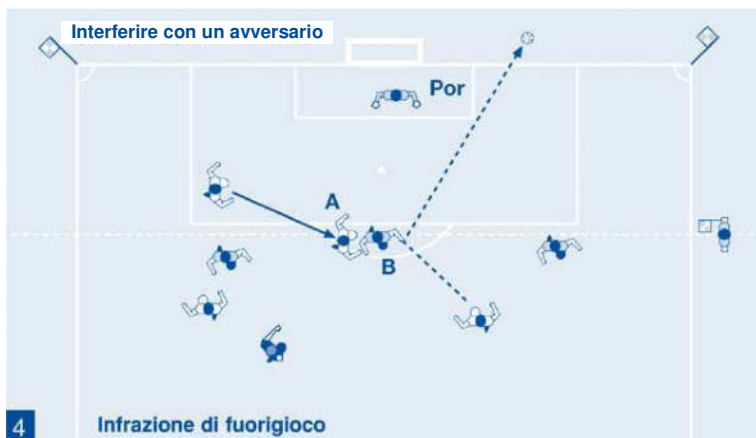 Interferire con un avversario
Por
A
B
4
Infrazione di fuorigioco